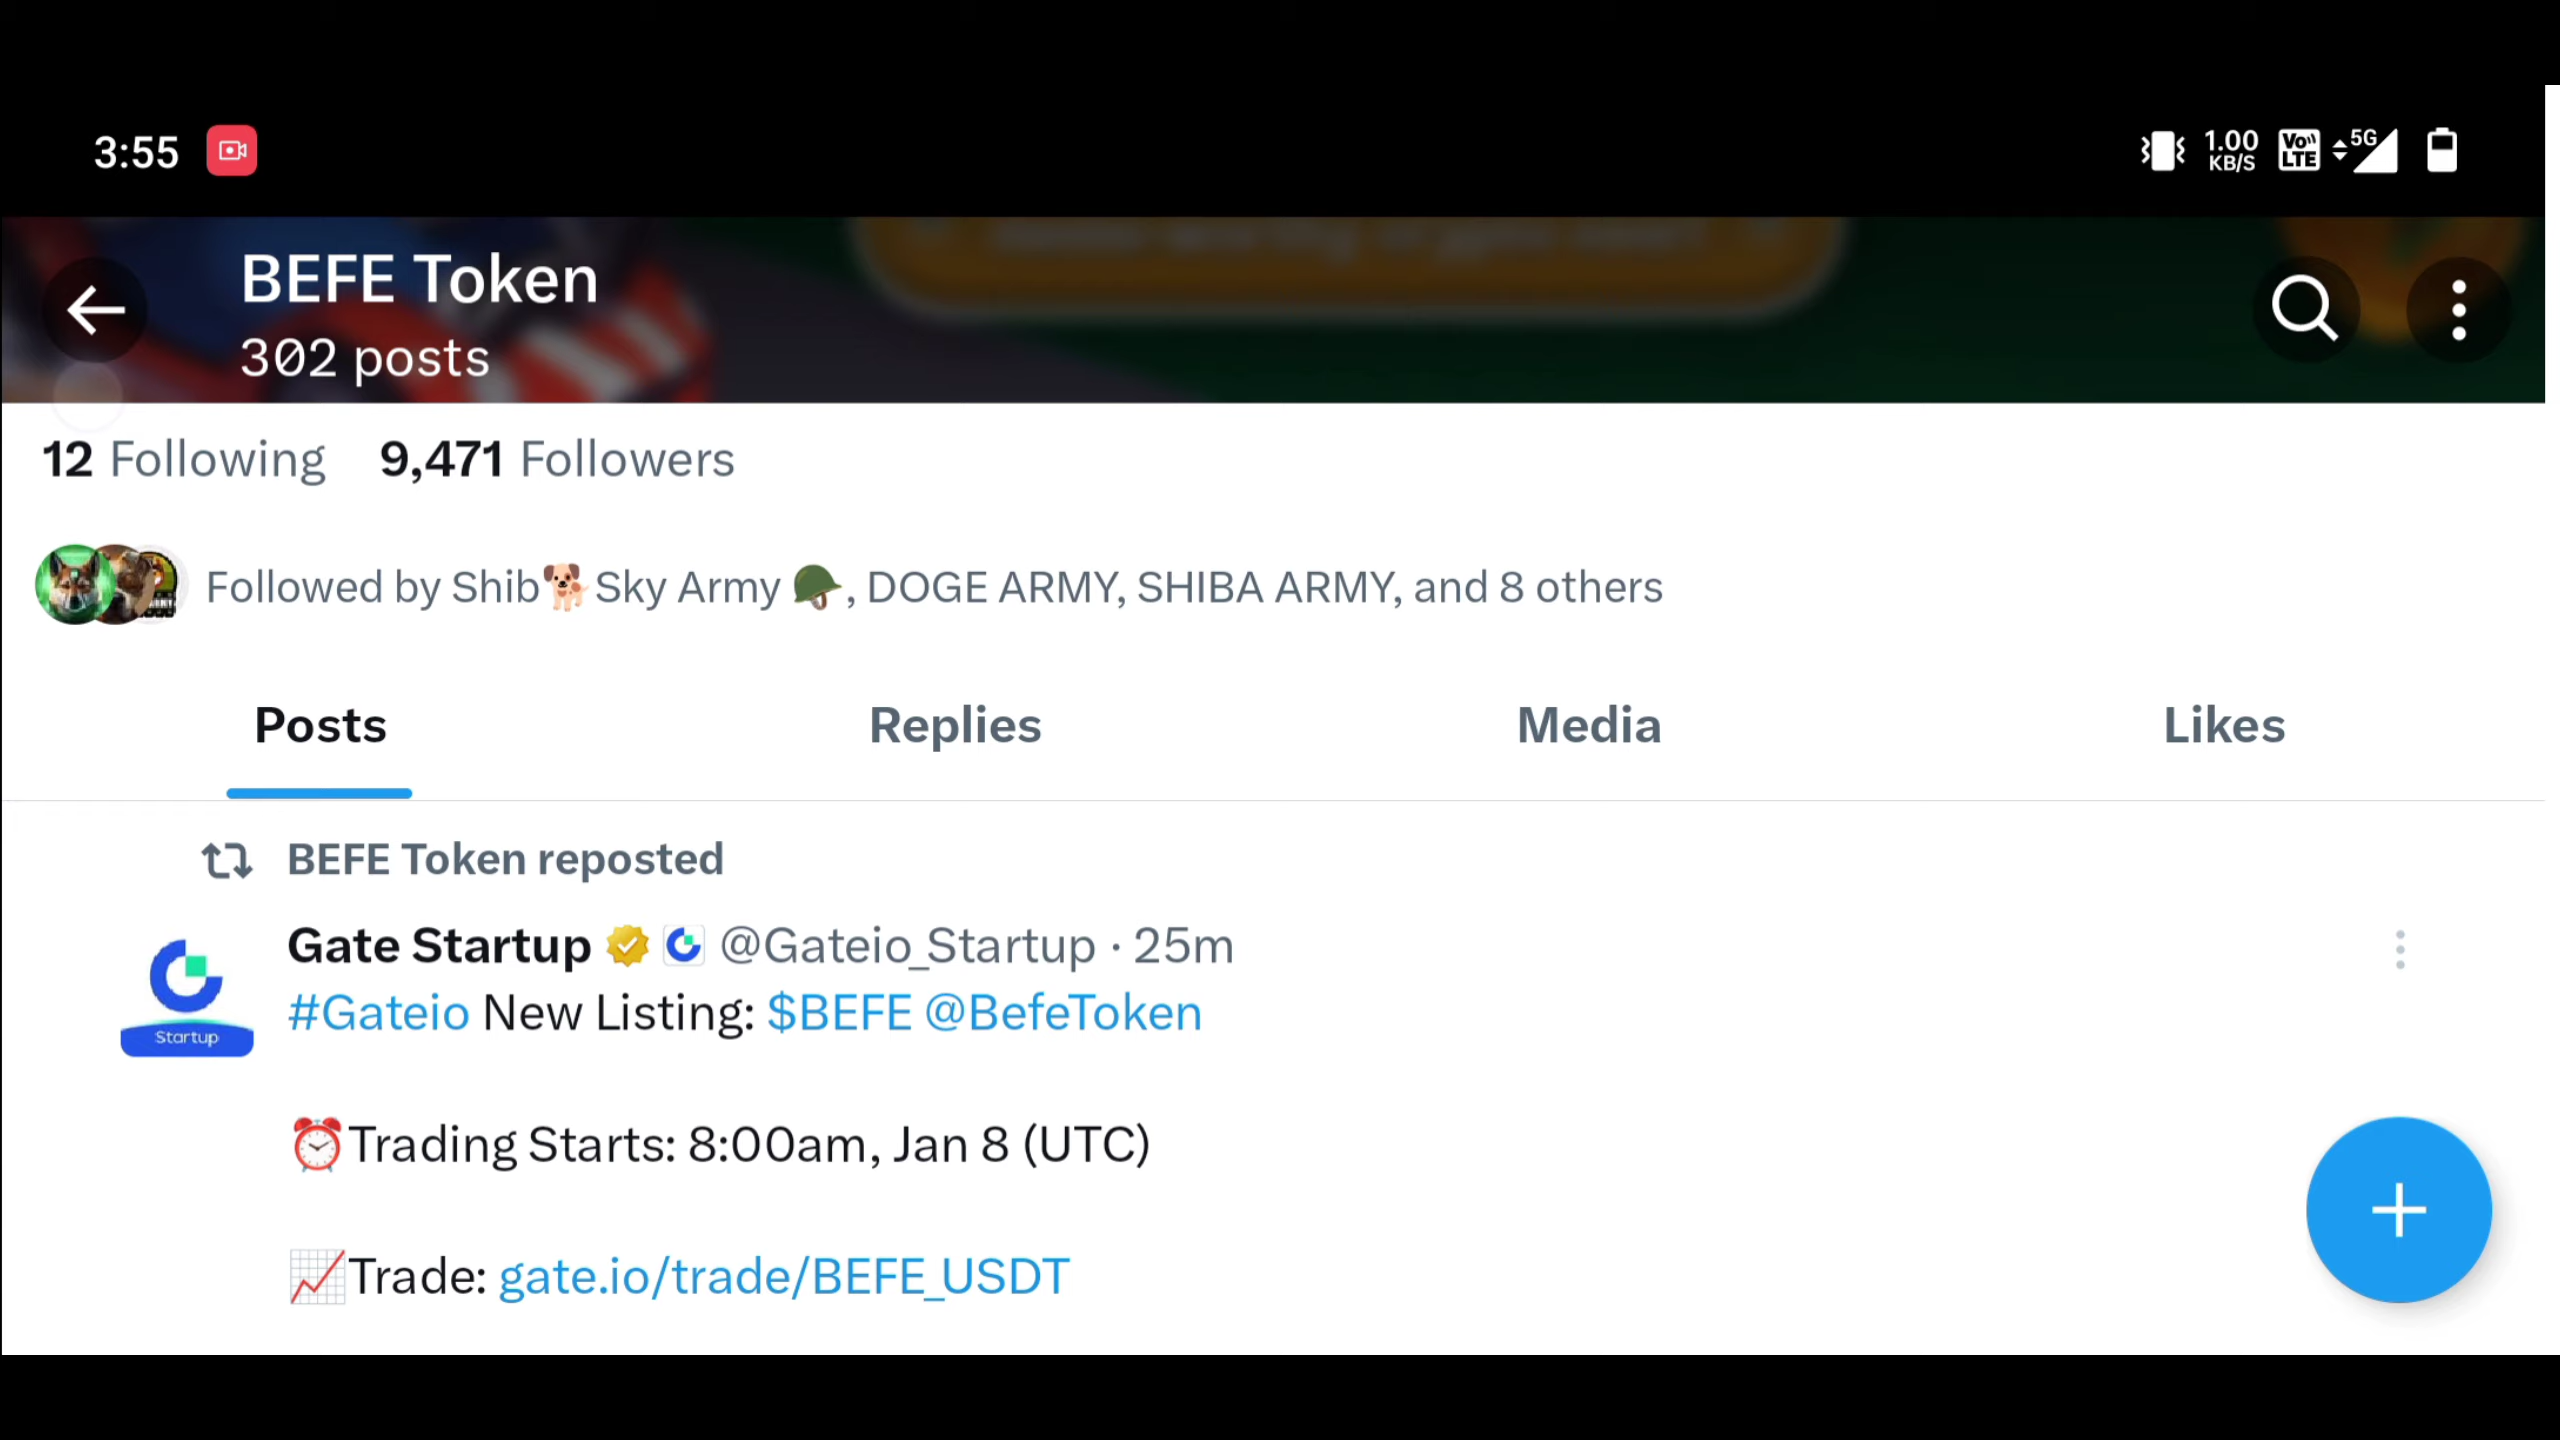 3:55
1.00
KB/S
Vo
LTE
5G
BEFE Token
302 posts
12 Following 9,471 Followers
Followed by Shib🐕Sky Army 🪖, DOGE ARMY, SHIBA ARMY, and 8 others
Posts Replies Media Likes
BEFE Token reposted
Gate Startup @Gateio_Startup · 25m
#Gateio New Listing: $BEFE @BefeToken
Startup
⏰Trading Starts: 8:00am, Jan 8 (UTC)
📈Trade: gate.io/trade/BEFE_USDT